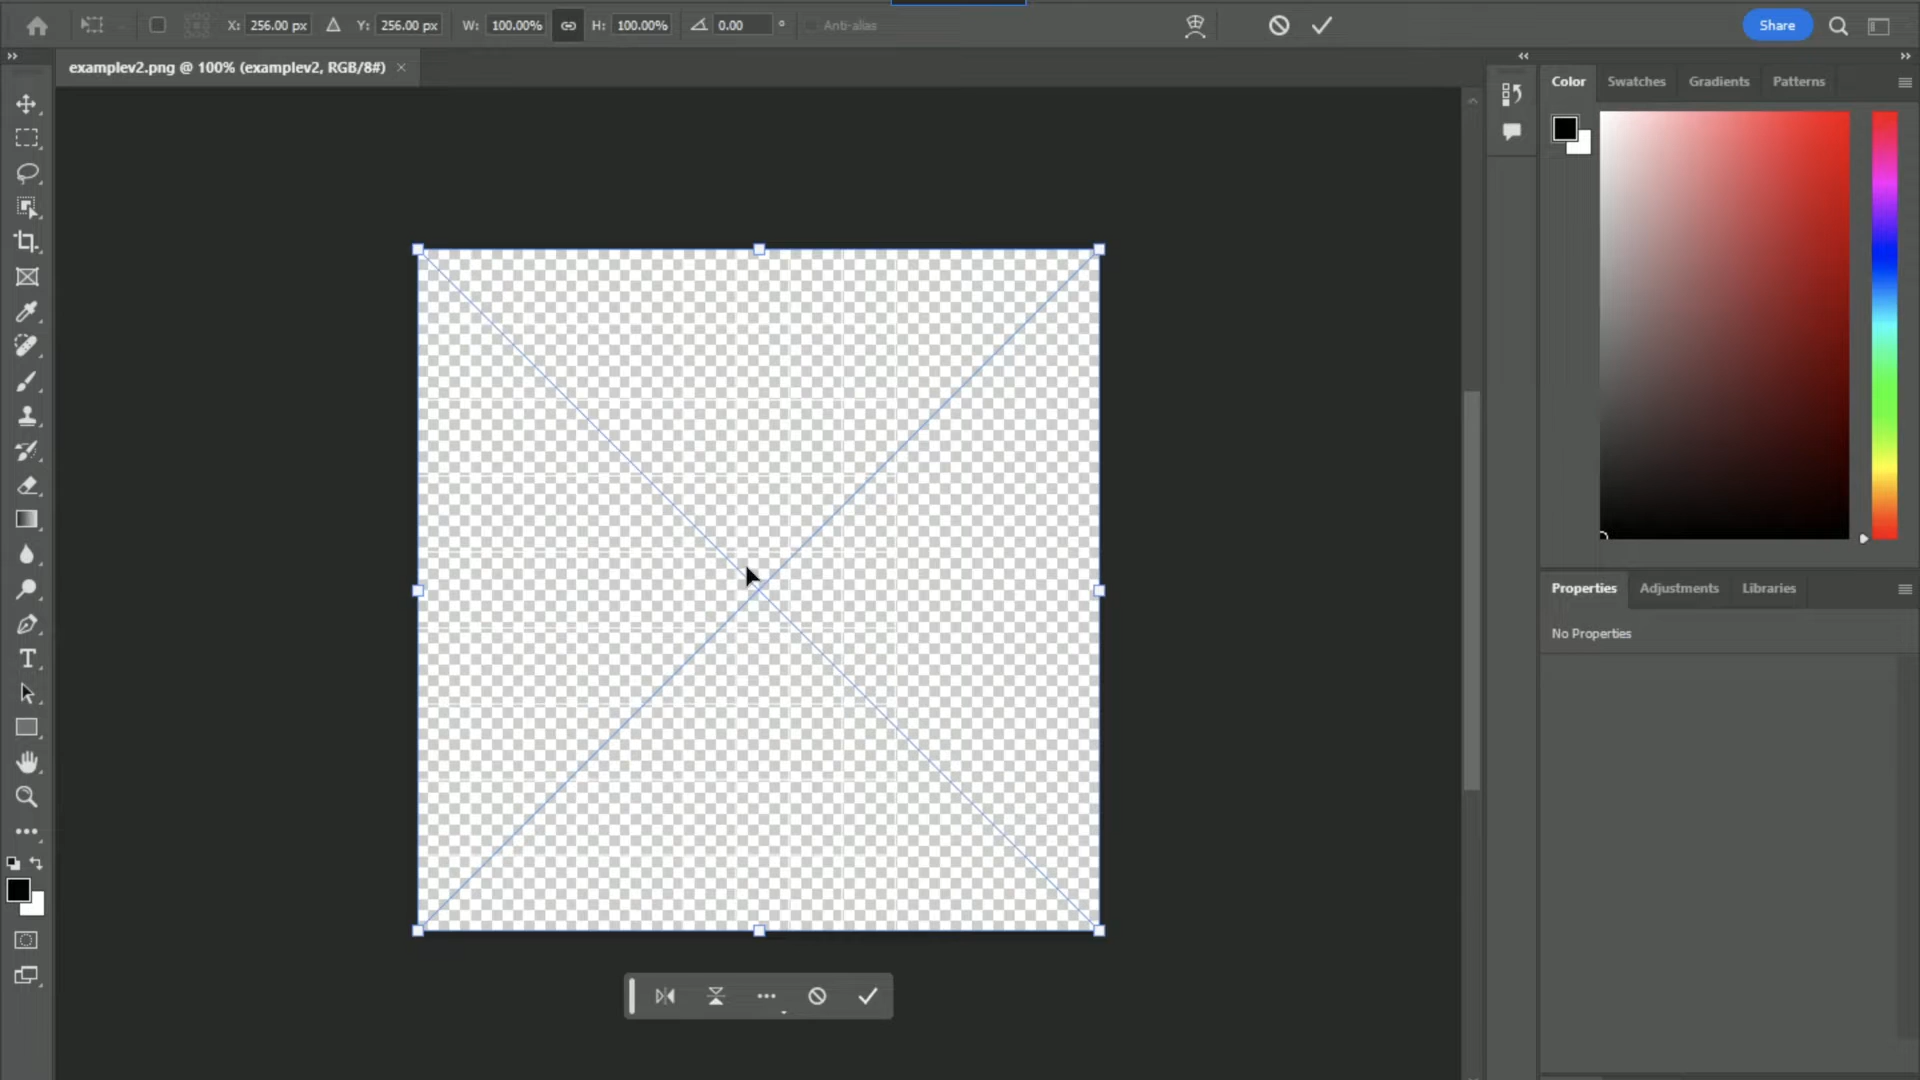 X: 256.00 px Y: 256.00 px W: 100.00% H: 100.00% 0.00 ° Anti-alias Share
examplev2.png @ 100% (examplev2, RGB/8#) ×
Color Swatches Gradients Patterns
Properties Adjustments Libraries
No Properties